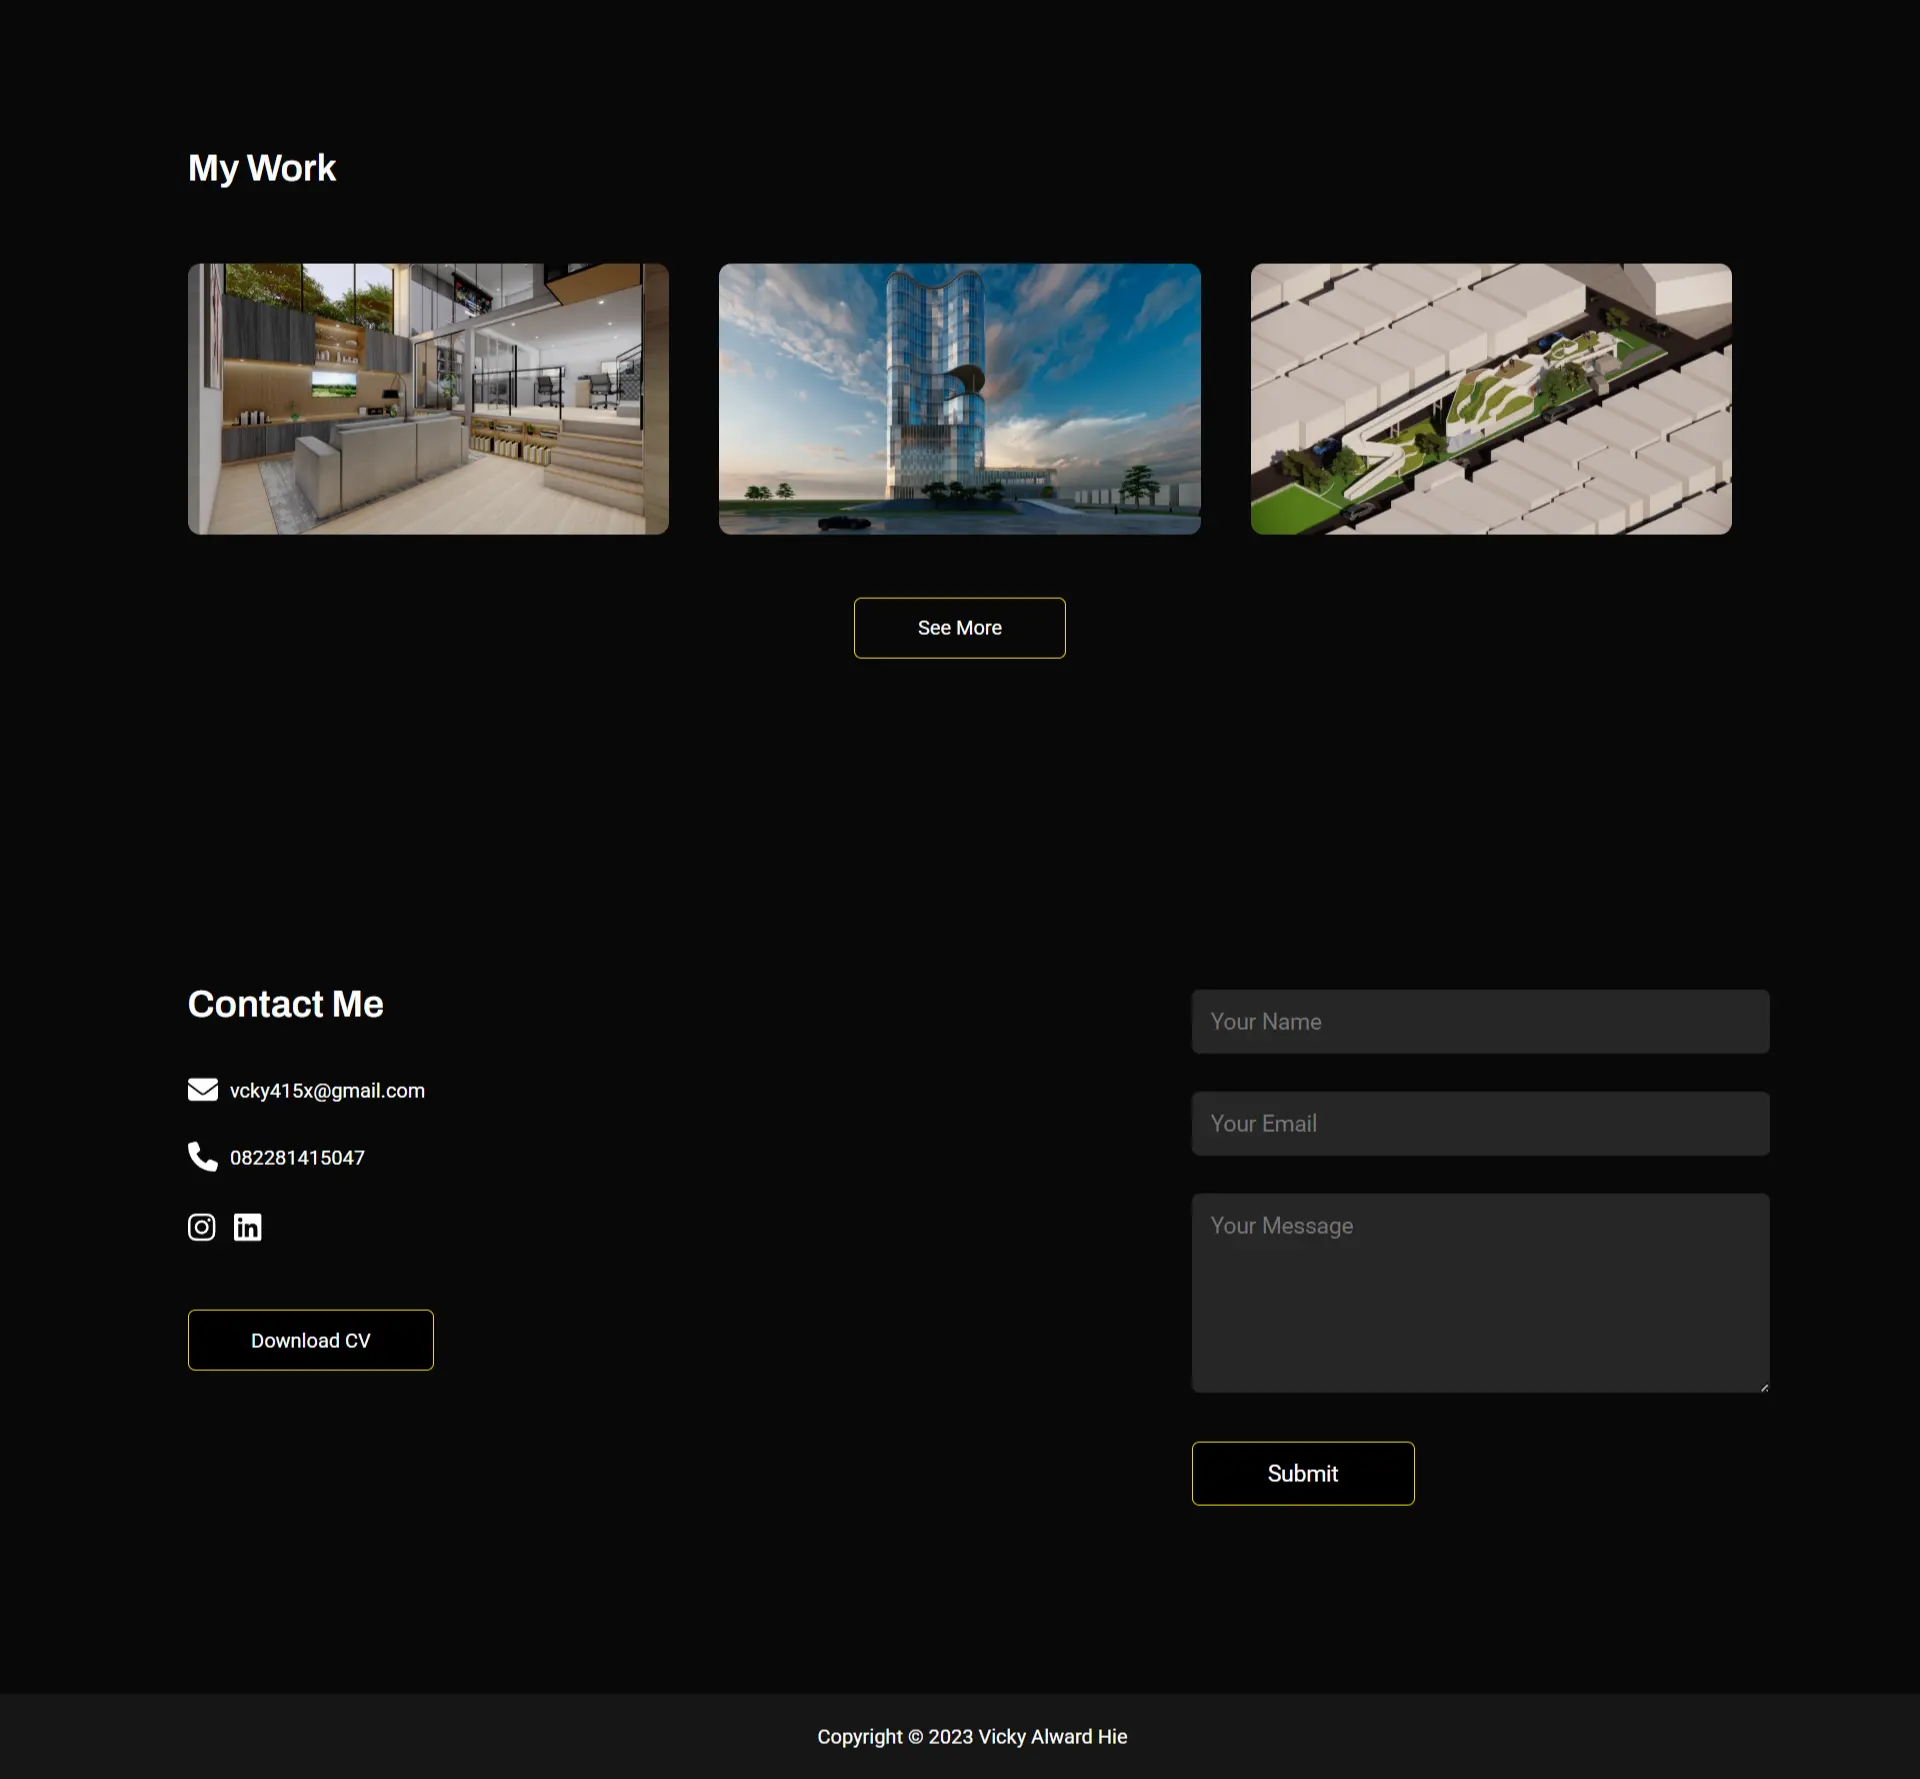 My Work
See More
Contact Me
vcky415x@gmail.com
082281415047
Download CV
Your Name
Your Email
Your Message
Submit
Copyright © 2023 Vicky Alward Hie